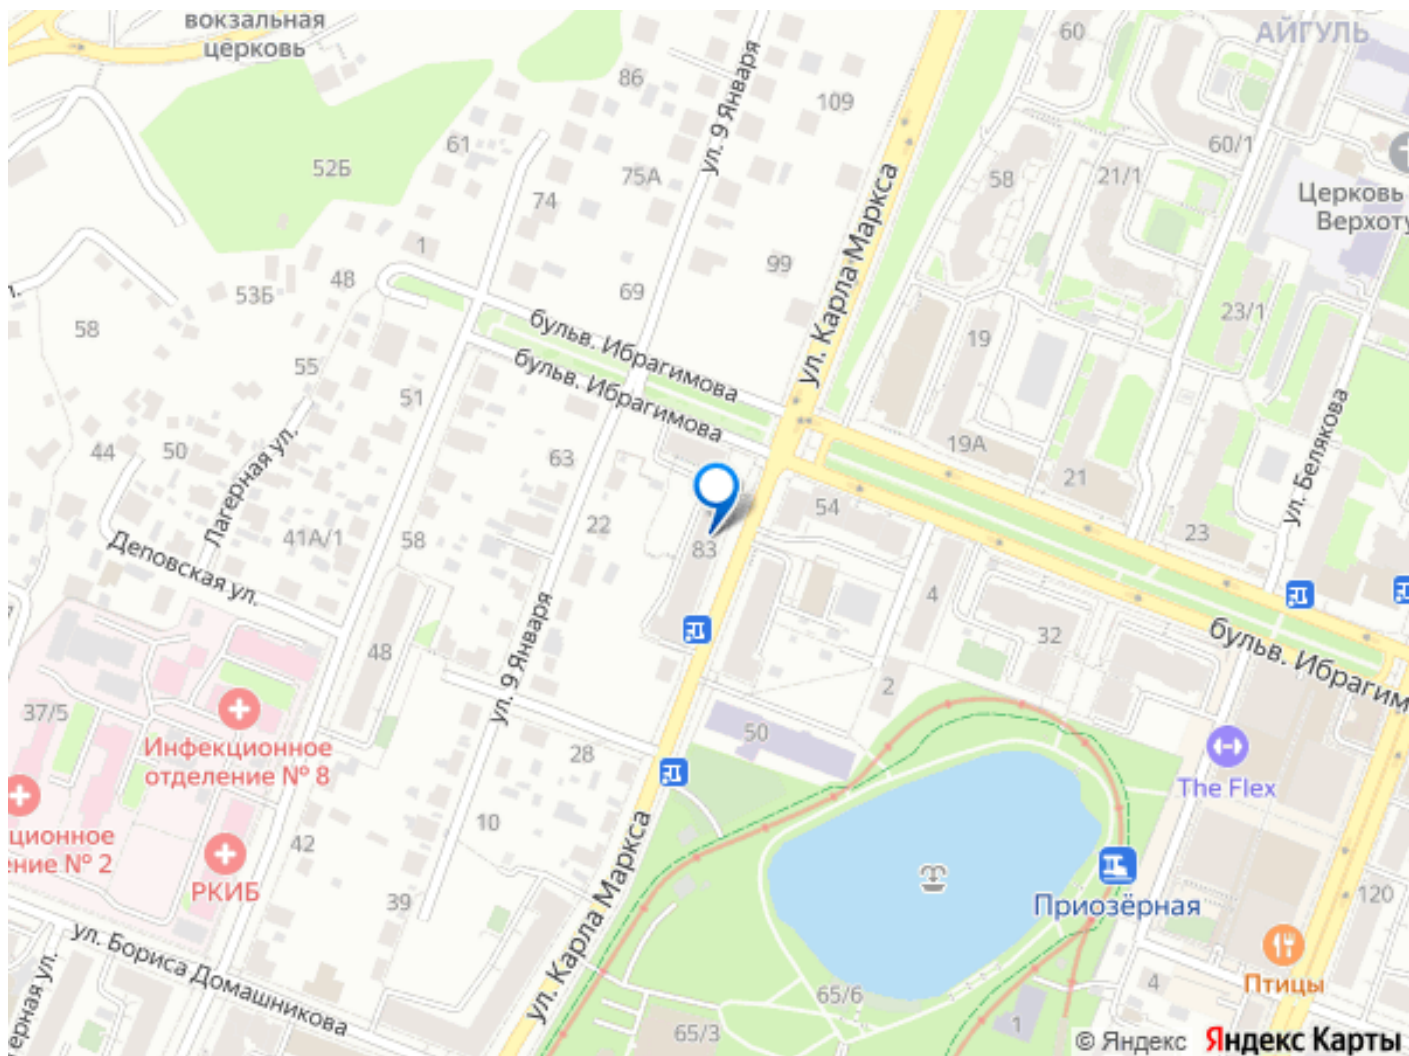 вокзальная
церковь
60
АЙГУЛЬ
86
ул. 9 Января
109
61
60/1
52Б
75А
58
21/1
Церковь
Верхоту
74
ул. Карла Маркса
1
99
48
53Б
69
58
23/1
бульв. Ибрагимова
19
бульв. Ибрагимова
55
51
ул. Белякова
44
50
Лагерная ул.
63
19А
21
54
22
23
41А/1
58
83
Деповская ул.
4
ул. 9 Января
32
бульв. Ибрагим
48
2
37/5
50
28
Инфекционное
отделение № 8
The Flex
ционное
ение № 2
10
42
РКИБ
39
ул. Карла Маркса
Приозёрная
120
ул. Бориса Домашникова
ерная ул.
Птицы
4
65/6
65/3
1
© Яндекс Яндекс Карты